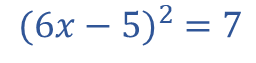 (6x − 5)² = 7